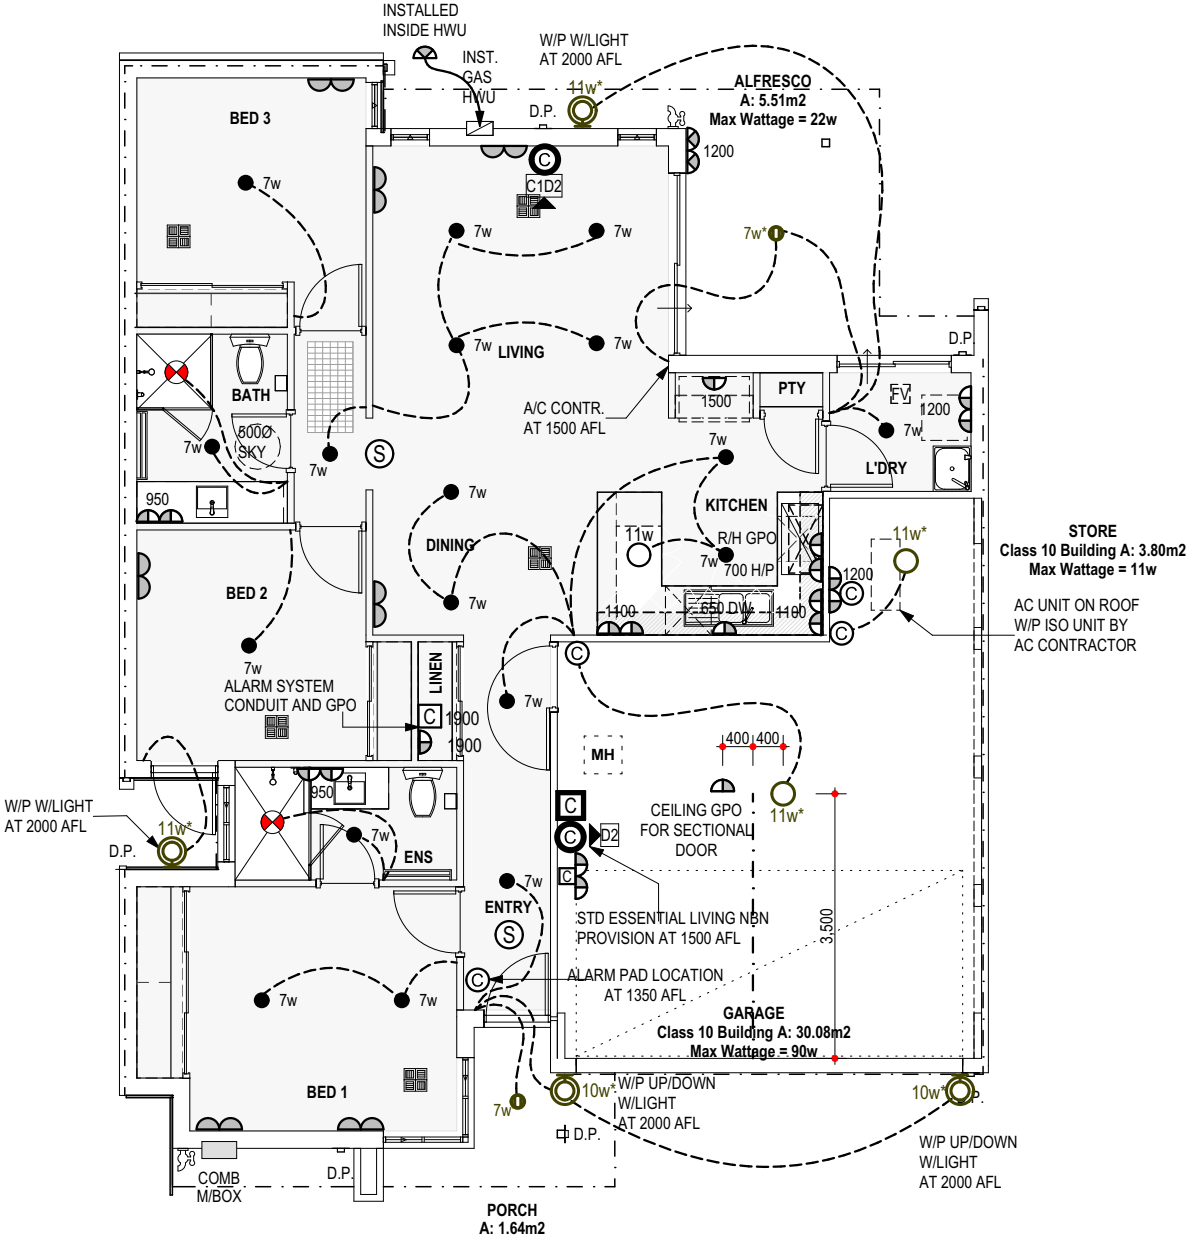 INSTALLED
INSIDE HWU
INST.
GAS
HWU
W/P W/LIGHT
AT 2000 AFL
11w*
D.P.
ALFRESCO
A: 5.51m2
Max Wattage = 22w
BED 3
7w
1200
C
C1D2
7w
7w
7w*
7w
LIVING
7w
D.P.
BATH
A/C CONTR.
AT 1500 AFL
1500
PTY
FV
1200
500Ø
SKY
7w
7w
S
7w
7w
L'DRY
950
7w
KITCHEN
DINING
11w
R/H GPO
7w
700 H/P
11w*
STORE
Class 10 Building A: 3.80m2
Max Wattage = 11w
BED 2
7w
1100
650 DW
1100
1200
C
C
AC UNIT ON ROOF
W/P ISO UNIT BY
AC CONTRACTOR
7w
ALARM SYSTEM
CONDUIT AND GPO
LINEN
C
1900
1900
7w
C
MH
400
400
W/P W/LIGHT
AT 2000 AFL
11w*
D.P.
950
7w
ENS
C
C
D2
C
CEILING GPO
FOR SECTIONAL
DOOR
11w*
7w
ENTRY
S
STD ESSENTIAL LIVING NBN
PROVISION AT 1500 AFL
3,500
C
ALARM PAD LOCATION
AT 1350 AFL
7w
7w
GARAGE
Class 10 Building A: 30.08m2
Max Wattage = 90w
BED 1
7w
10w*
W/P UP/DOWN
W/LIGHT
AT 2000 AFL
10w*
D.P.
W/P UP/DOWN
W/LIGHT
AT 2000 AFL
COMB
M/BOX
D.P.
PORCH
A: 1.64m2